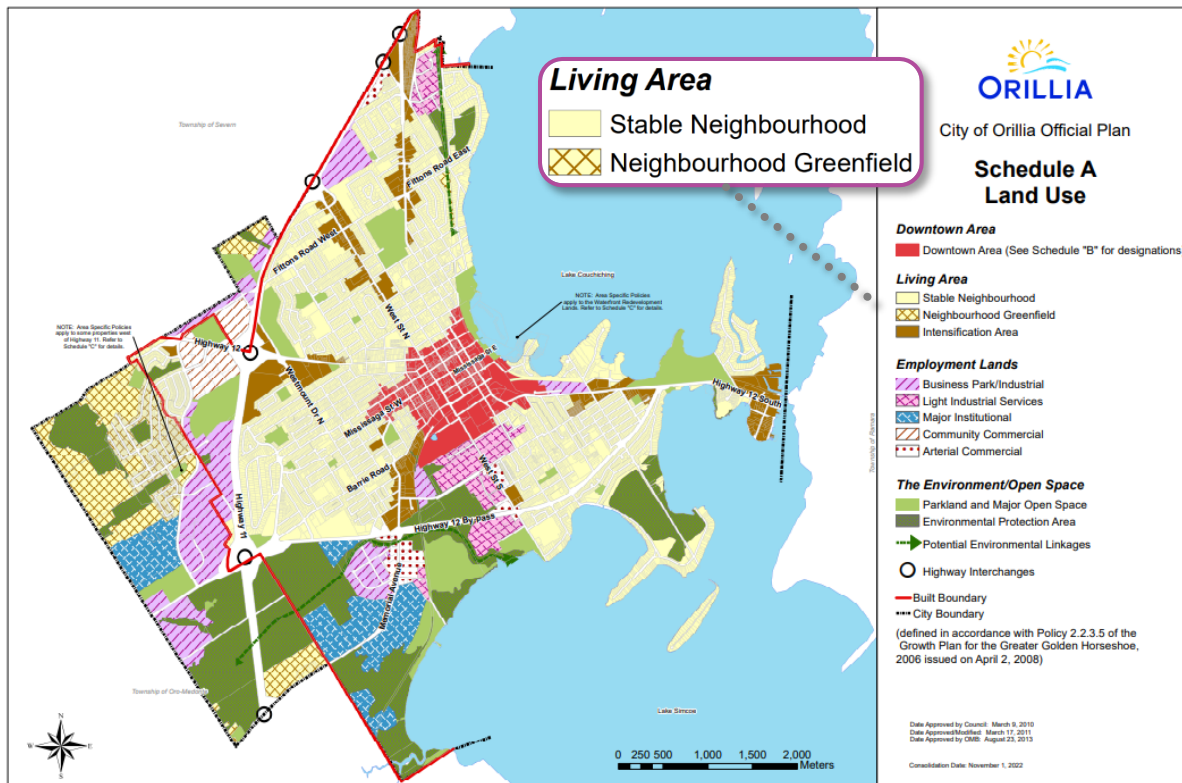 Living Area
Stable Neighbourhood
Neighbourhood Greenfield
ORILLIA
City of Orillia Official Plan
Schedule A
Land Use
Downtown Area
Downtown Area (See Schedule "B" for designations
Living Area
Stable Neighbourhood
Neighbourhood Greenfield
Intensification Area
Employment Lands
Business Park/Industrial
Light Industrial Services
Major Institutional
Community Commercial
Arterial Commercial
The Environment/Open Space
Parkland and Major Open Space
Environmental Protection Area
Potential Environmental Linkages
Highway Interchanges
Built Boundary
City Boundary
(defined in accordance with Policy 2.2.3.5 of the
Growth Plan for the Greater Golden Horseshoe,
2006 issued on April 2, 2008)
Date Approved by Council: March 9, 2010
Date Approved/Modified: March 17, 2011
Date Approved by OMB: August 23, 2013
Consolidation Date: November 1, 2022
Township of Severn
Fittons Road East
Fittons Road West
Lake Couchiching
NOTE: Area Specific Policies
apply to the Waterfront Redevelopment
Lands. Refer to Schedule "C" for details.
NOTE: Area Specific Policies
apply to some properties west
of Highway 11. Refer to
Schedule "C" for details.
West St N
Highway 12
Mississaga St E
Westmount Dr N
Mississaga St W
Highway 12 South
Township of Ramara
Barrie Road
West St S
Highway 11
Highway 12 By Pass
Memorial Avenue
Township of Oro-Medonte
Lake Simcoe
N
W
E
S
0 250 500 1,000 1,500 2,000
Meters